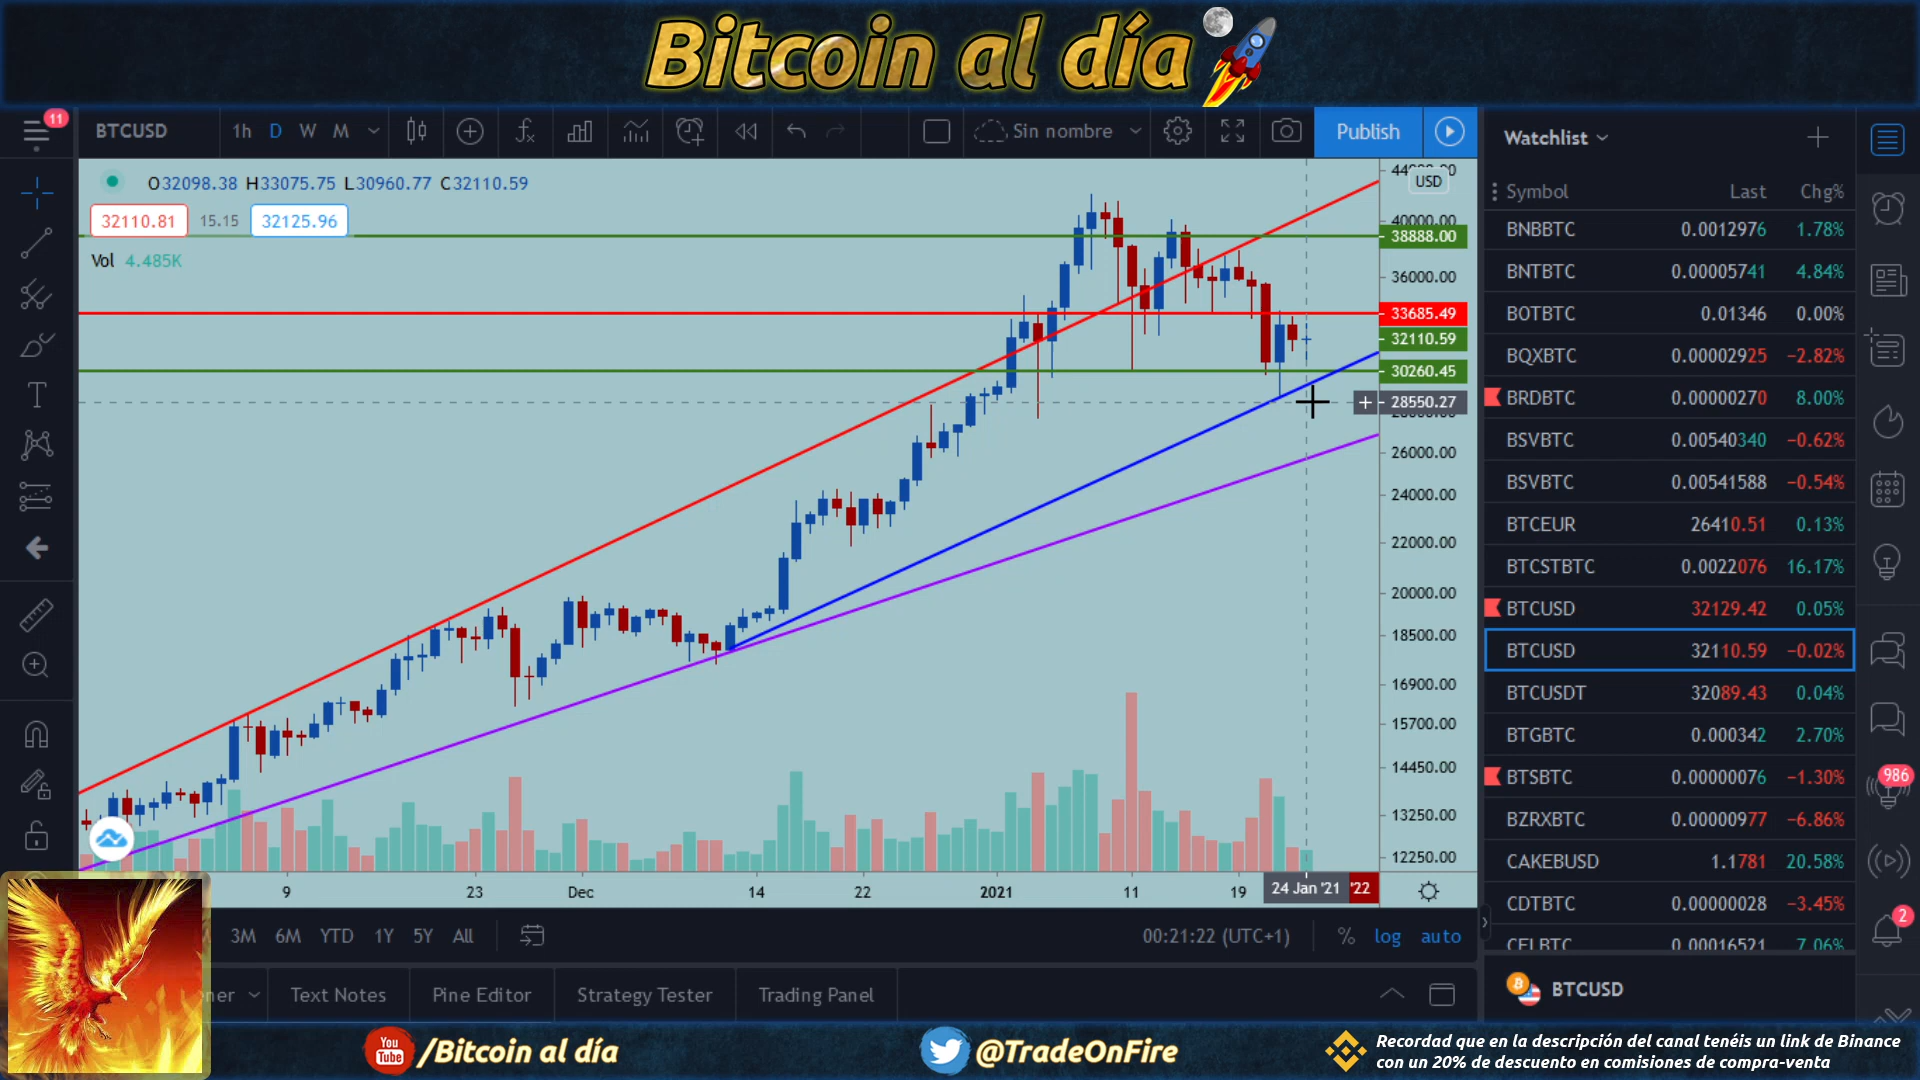 Bitcoin al día
11
BTCUSD 1h D W M Sin nombre Publish
O32098.38 H33075.75 L30960.77 C32110.59
32110.81 15.15 32125.96
Vol 4.485K
USD
40000.00
38888.00
36000.00
33685.49
32110.59
30260.45
28550.27
26000.00
24000.00
22000.00
20000.00
18500.00
16900.00
15700.00
14450.00
13250.00
12250.00
9 23 Dec 14 22 2021 11 19 24 Jan '21 '22
3M 6M YTD 1Y 5Y All 00:21:22 (UTC+1) % log auto
Text Notes Pine Editor Strategy Tester Trading Panel
Watchlist
Symbol Last Chg%
BNBBTC 0.0012976 1.78%
BNTBTC 0.00005741 4.84%
BOTBTC 0.01346 0.00%
BQXBTC 0.00002925 −2.82%
BRDBTC 0.00000270 8.00%
BSVBTC 0.00540340 −0.62%
BSVBTC 0.00541588 −0.54%
BTCEUR 26410.51 0.13%
BTCSTBTC 0.0022076 16.17%
BTCUSD 32129.42 0.05%
BTCUSD 32110.59 −0.02%
BTCUSDT 32089.43 0.04%
BTGBTC 0.000342 2.70%
BTSBTC 0.00000076 −1.30%
BZRXBTC 0.00000977 −6.86%
CAKEBUSD 1.1781 20.58%
CDTBTC 0.00000028 −3.45%
CELBTC 0.00016521 7.06%
BTCUSD
986
2
You Tube /Bitcoin al día
@TradeOnFire
Recordad que en la descripción del canal tenéis un link de Binance
con un 20% de descuento en comisiones de compra-venta